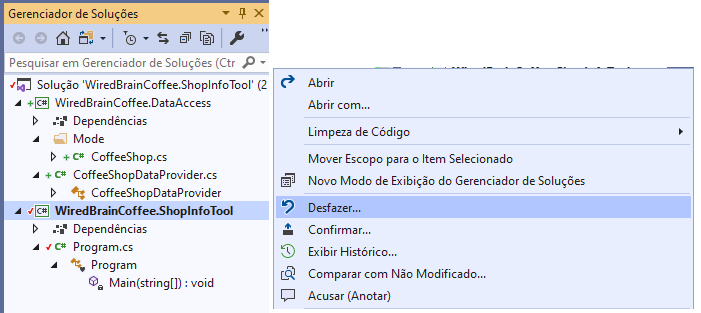 Gerenciador de Soluções
Pesquisar em Gerenciador de Soluções (Ctr
Solução 'WiredBrainCoffee.ShopInfoTool' (2
C# WiredBrainCoffee.DataAccess
Dependências
Mode
C# CoffeeShop.cs
C# CoffeeShopDataProvider.cs
CoffeeShopDataProvider
C# WiredBrainCoffee.ShopInfoTool
Dependências
C# Program.cs
Program
Main(string[]) : void
Abrir
Abrir com...
Limpeza de Código
Mover Escopo para o Item Selecionado
Novo Modo de Exibição do Gerenciador de Soluções
Desfazer...
Confirmar...
Exibir Histórico...
Comparar com Não Modificado...
Acusar (Anotar)